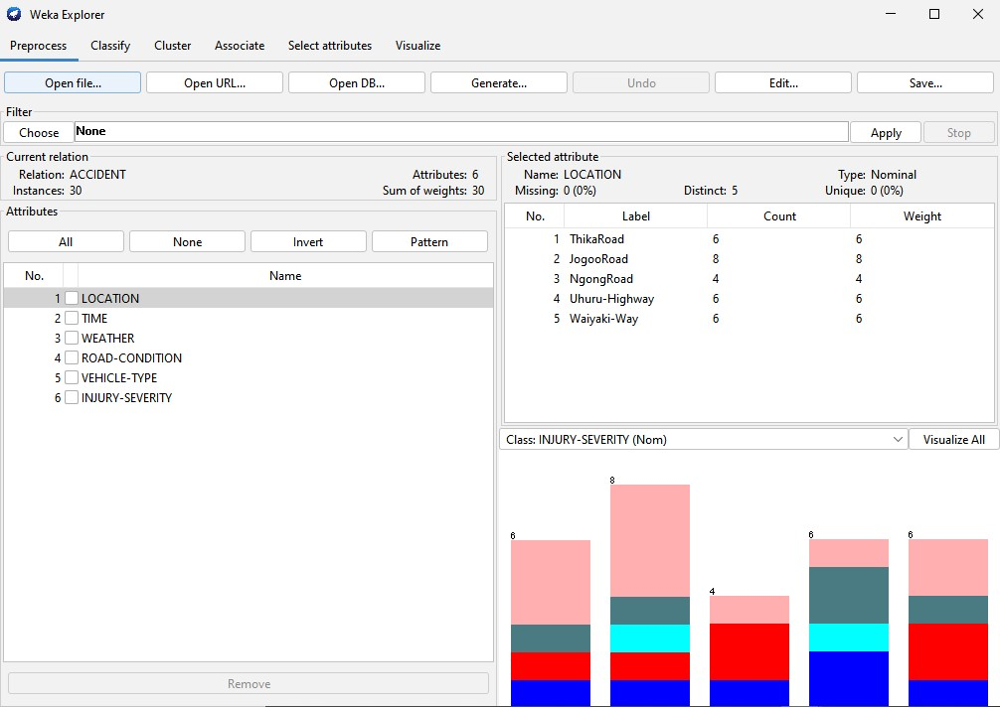 Weka Explorer
Preprocess Classify Cluster Associate Select attributes Visualize
Open file... Open URL... Open DB... Generate... Undo Edit... Save...
Filter
Choose None Apply Stop
Current relation
Relation: ACCIDENT Attributes: 6
Instances: 30 Sum of weights: 30
Attributes
All None Invert Pattern
No. Name
1 LOCATION
2 TIME
3 WEATHER
4 ROAD-CONDITION
5 VEHICLE-TYPE
6 INJURY-SEVERITY
Remove
Selected attribute
Name: LOCATION Type: Nominal
Missing: 0 (0%) Distinct: 5 Unique: 0 (0%)
No. Label Count Weight
1 ThikaRoad 6 6
2 JogooRoad 8 8
3 NgongRoad 4 4
4 Uhuru-Highway 6 6
5 Waiyaki-Way 6 6
Class: INJURY-SEVERITY (Nom) Visualize All
6 8 4 6 6